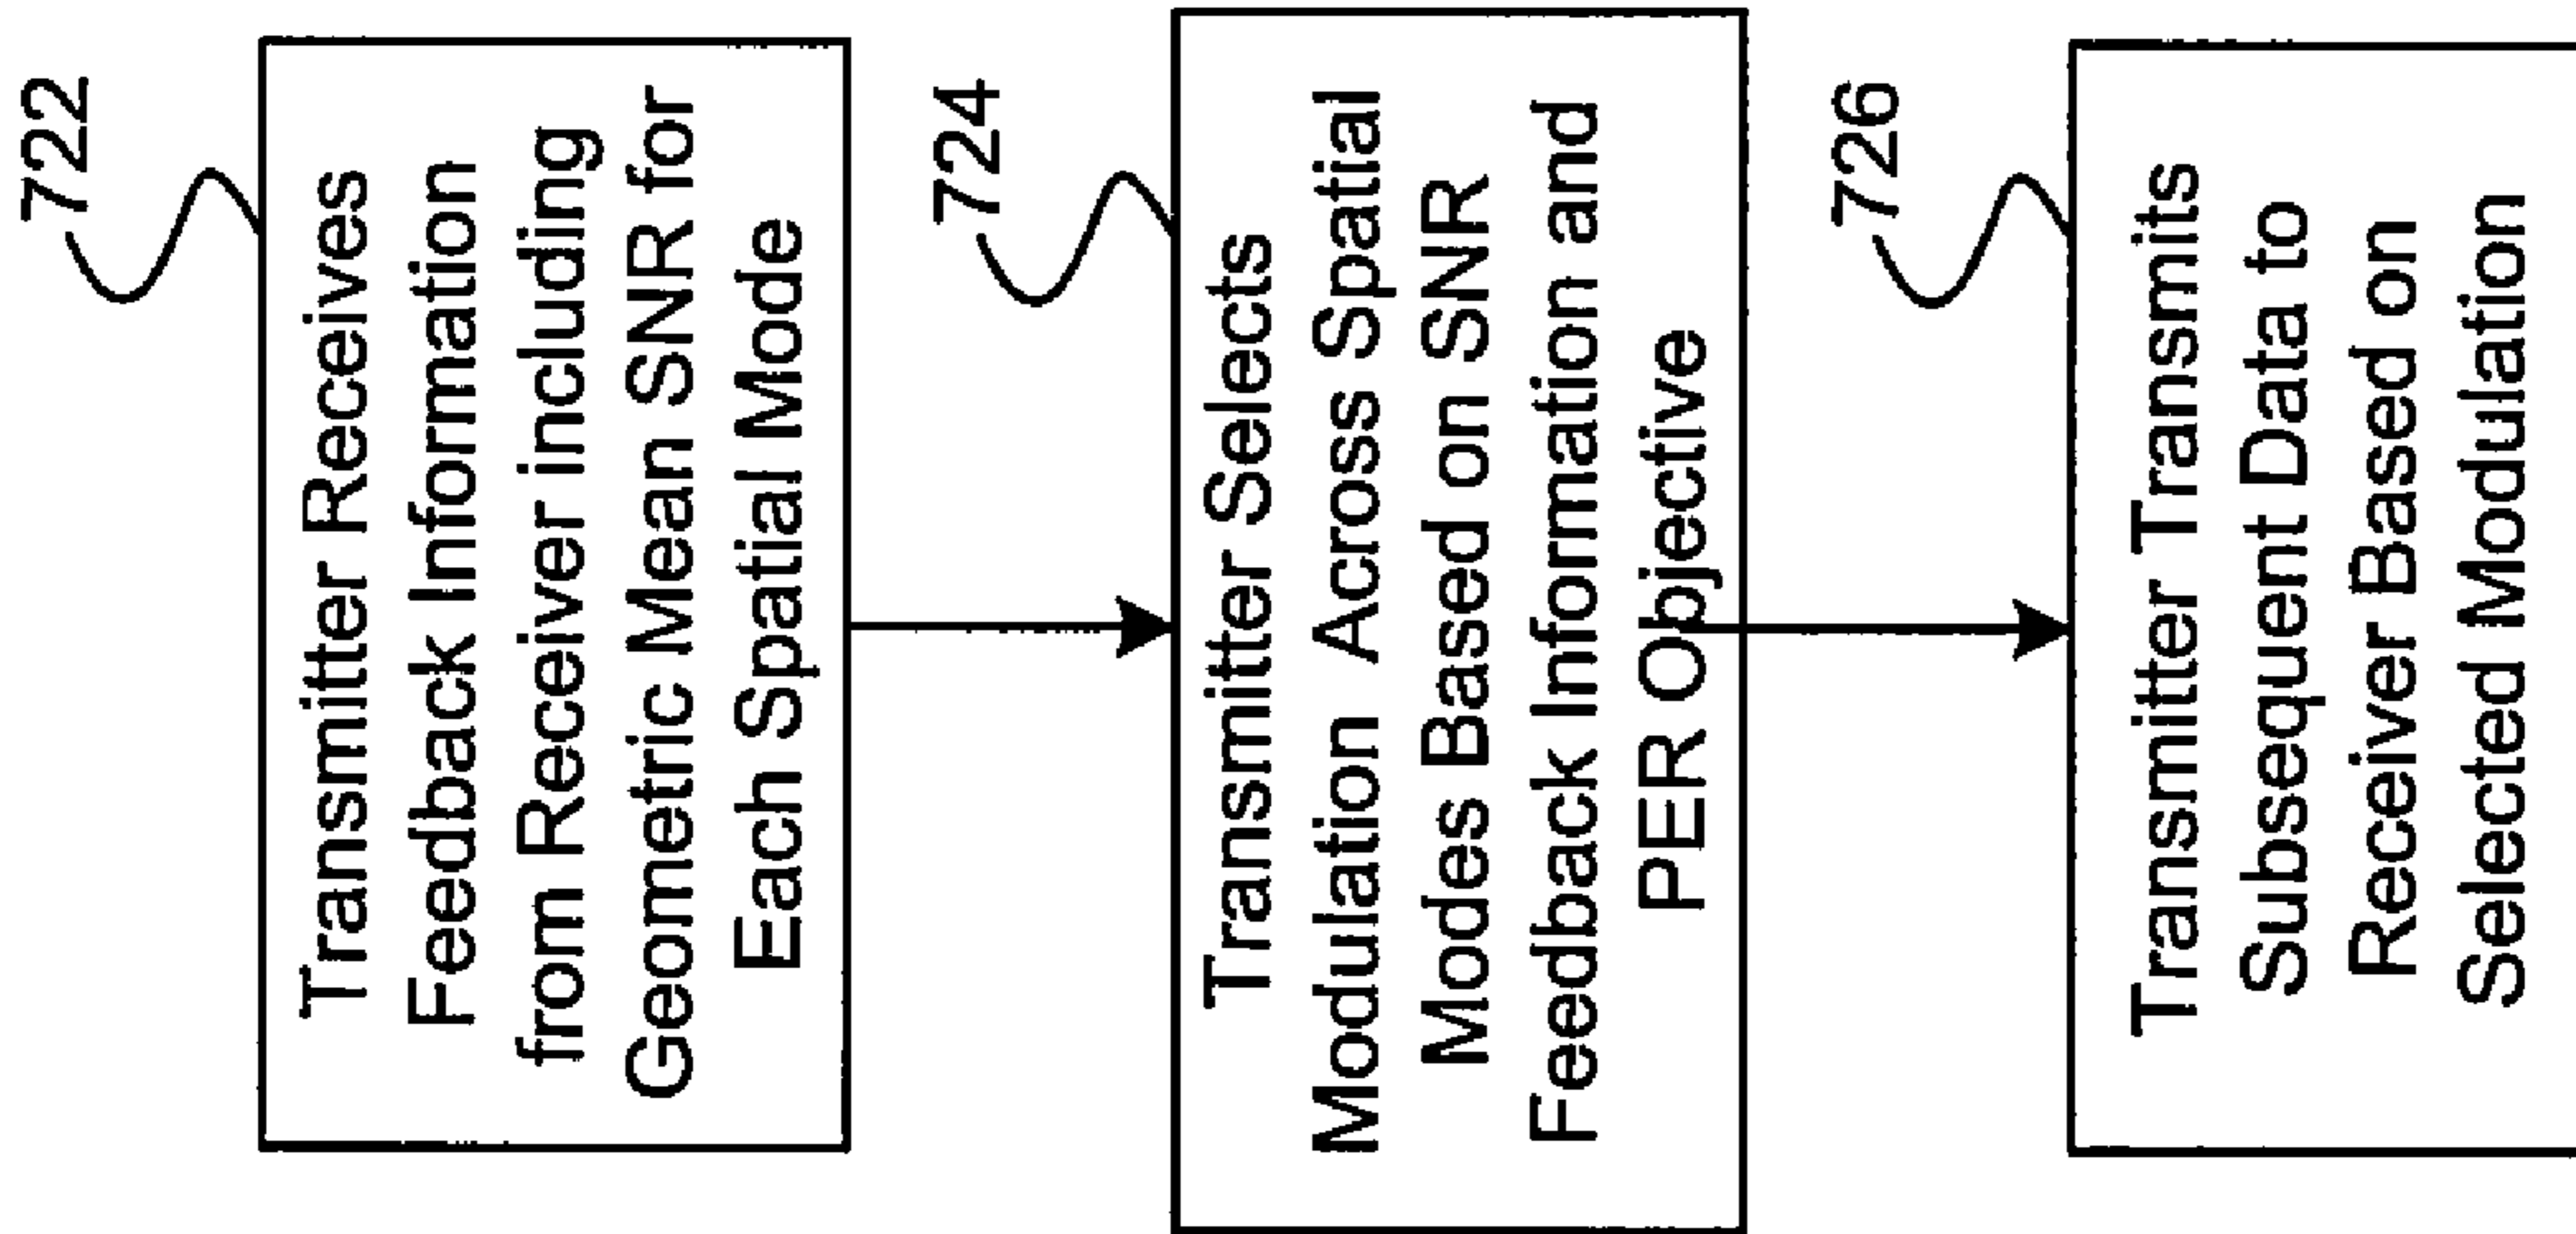 722
Transmitter Receives
Feedback Information
from Receiver including
Geometric Mean SNR for
Each Spatial Mode
724
Transmitter Selects
Modulation Across Spatial
Modes Based on SNR
Feedback Information and
PER Objective
726
Transmitter Transmits
Subsequent Data to
Receiver Based on
Selected Modulation